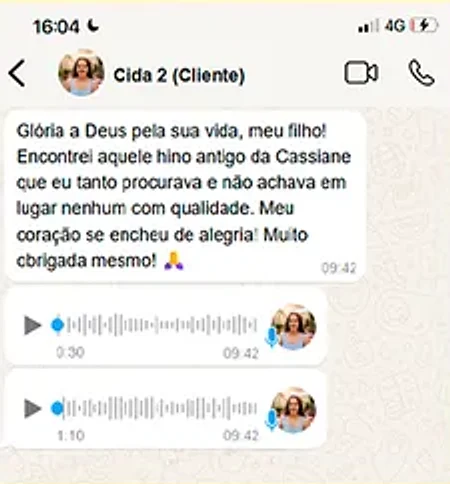 16:04
4G
Cida 2 (Cliente)
Glória a Deus pela sua vida, meu filho!
Encontrei aquele hino antigo da Cassiane
que eu tanto procurava e não achava em
lugar nenhum com qualidade. Meu
coração se encheu de alegria! Muito
obrigada mesmo! 🙏
09:42
0:30
09:42
1:10
09:42